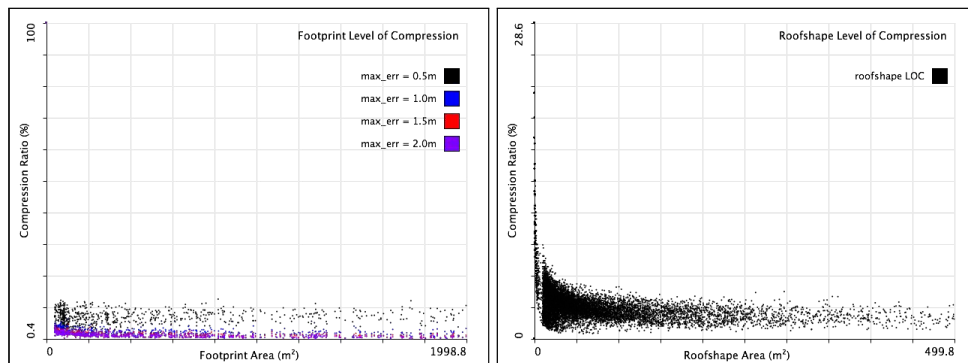 Footprint Level of Compression
100
max_err = 0.5m
max_err = 1.0m
max_err = 1.5m
max_err = 2.0m
Compression Ratio (%)
0.4
0
Footprint Area (m²)
1998.8
Roofshape Level of Compression
28.6
roofshape LOC
Compression Ratio (%)
0
0
Roofshape Area (m²)
499.8